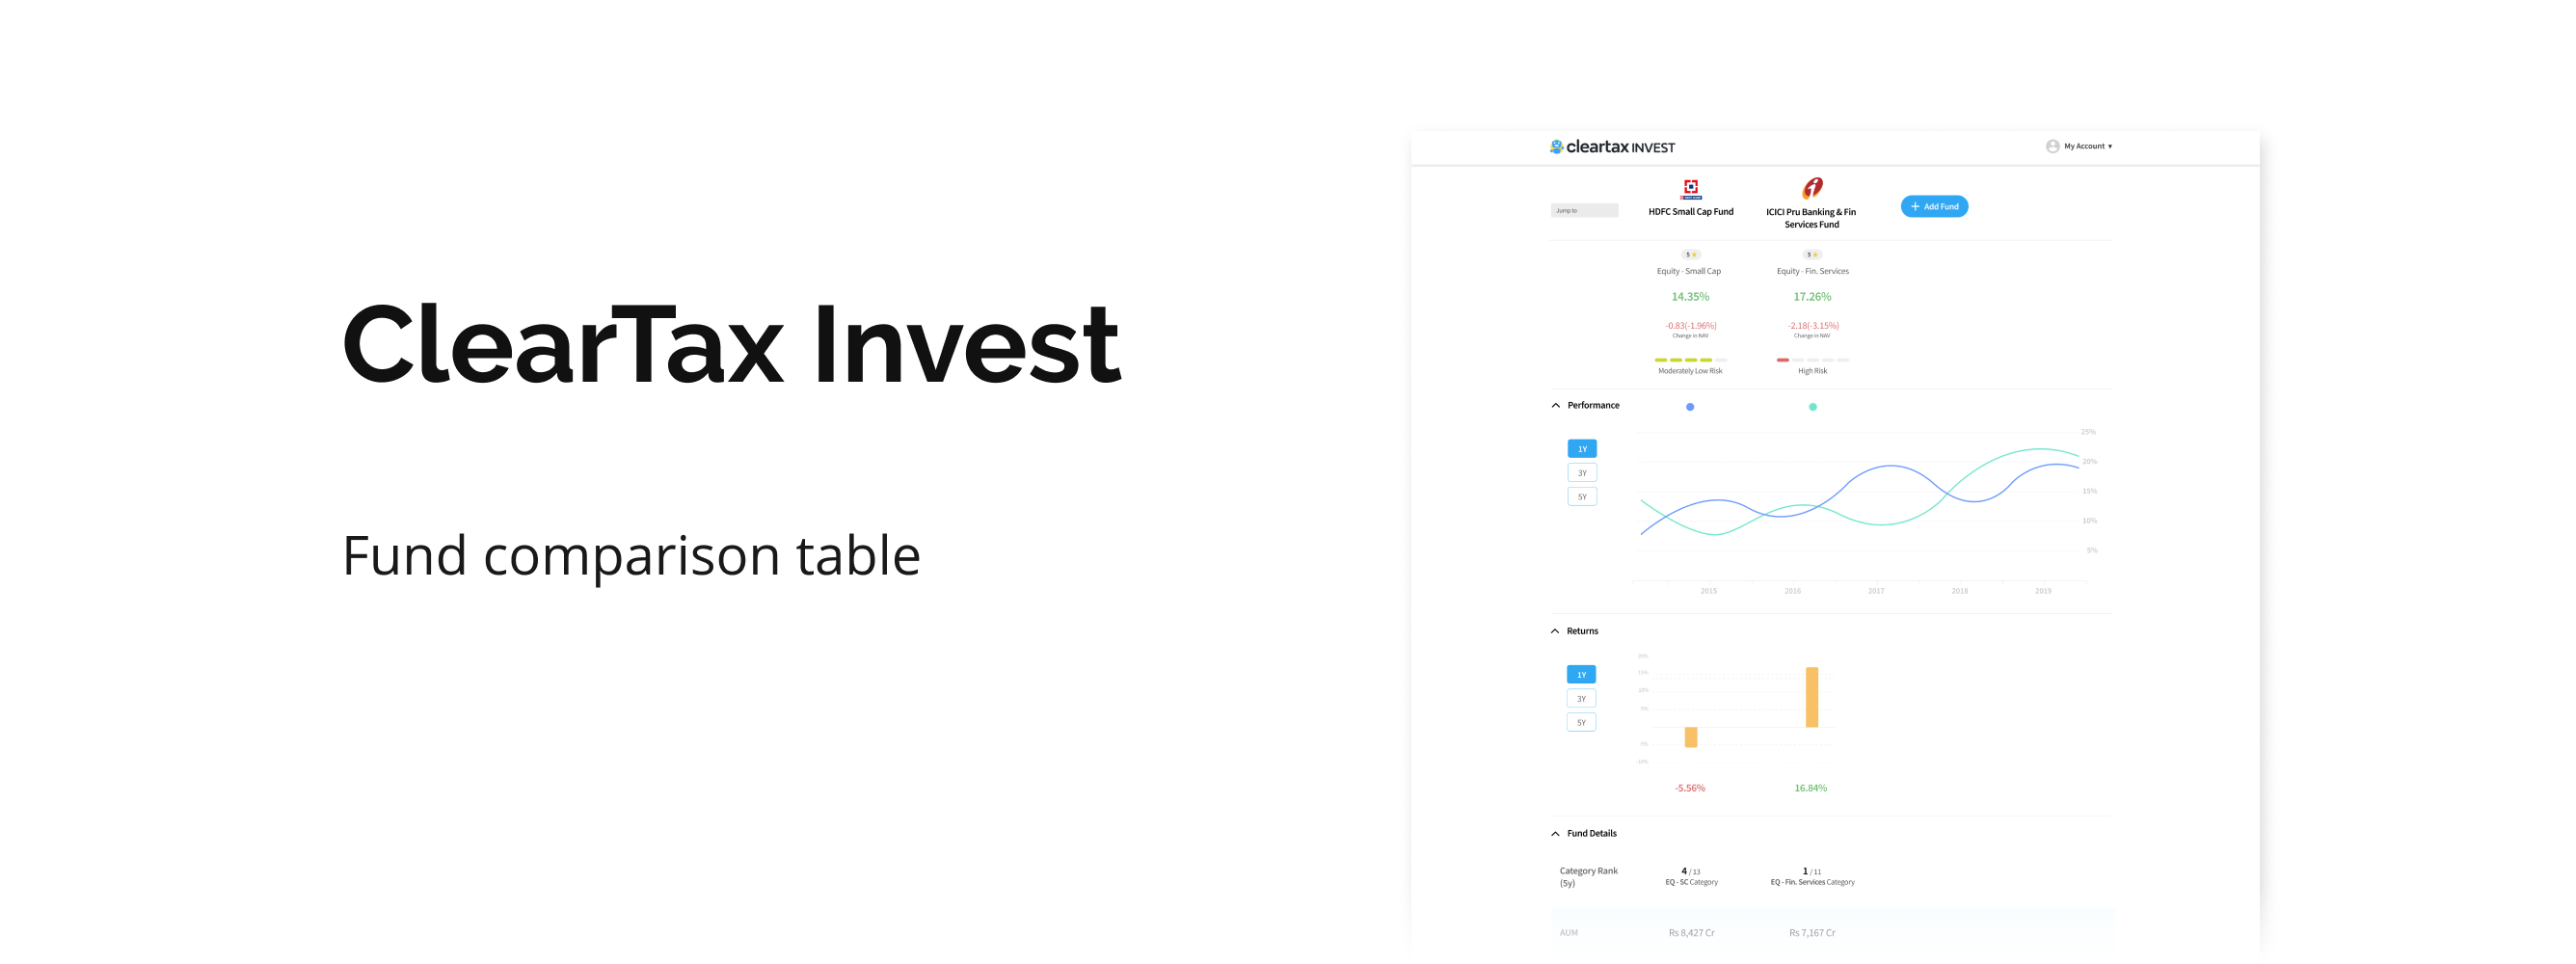 ClearTax Invest
Fund comparison table
cleartax INVEST
My Account ▾
Jump to
HDFC Small Cap Fund
ICICI Pru Banking & Fin
Services Fund
+ Add Fund
5 ★
5 ★
Equity - Small Cap
Equity - Fin. Services
14.35%
17.26%
-0.83(-1.96%)
-2.18(-3.15%)
Change in NAV
Change in NAV
Moderately Low Risk
High Risk
Performance
1Y
3Y
5Y
25%
20%
15%
10%
5%
2015
2016
2017
2018
2019
Returns
1Y
3Y
5Y
20%
15%
10%
5%
-10%
-5.56%
16.84%
Fund Details
Category Rank
(5y)
4 / 13
EQ - SC Category
1 / 11
EQ - Fin. Services Category
AUM
Rs 8,427 Cr
Rs 7,167 Cr